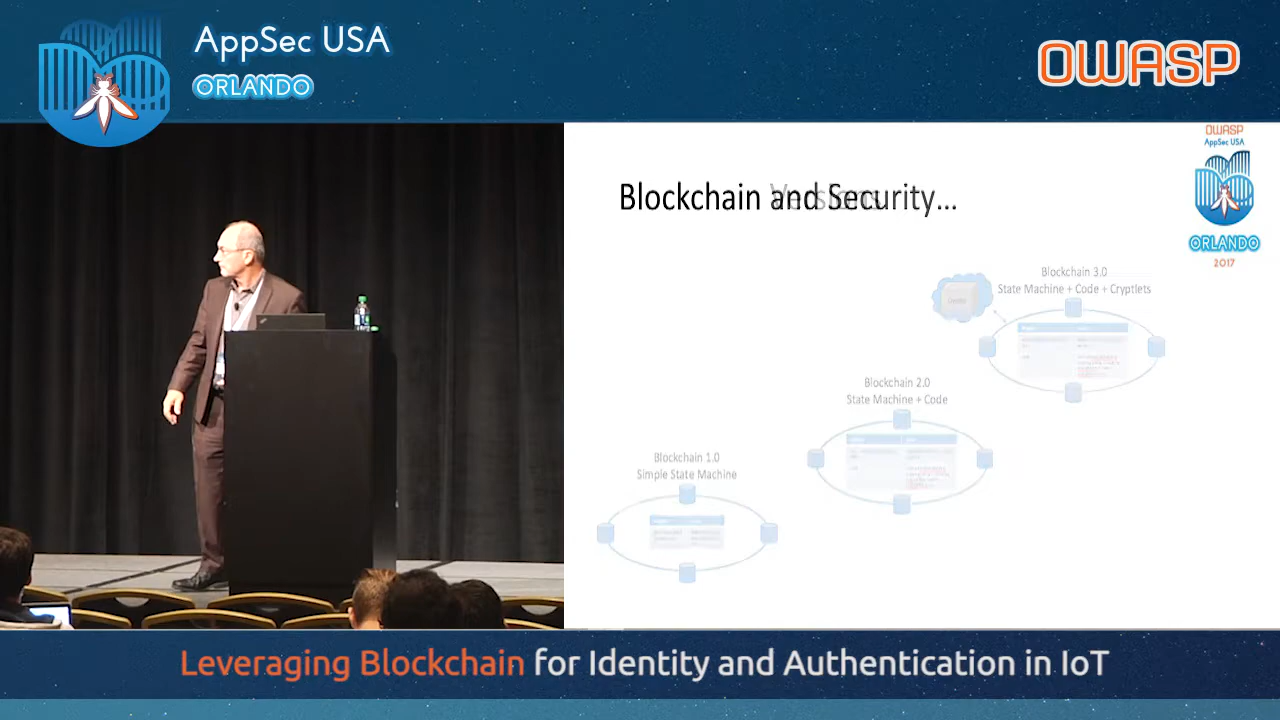 AppSec USA
ORLANDO
OWASP
OWASP
AppSec USA
ORLANDO
2017
Blockchain and Security…
Versions
Blockchain 3.0
State Machine + Code + Cryptlets
Blockchain 2.0
State Machine + Code
Blockchain 1.0
Simple State Machine
Leveraging Blockchain for Identity and Authentication in IoT